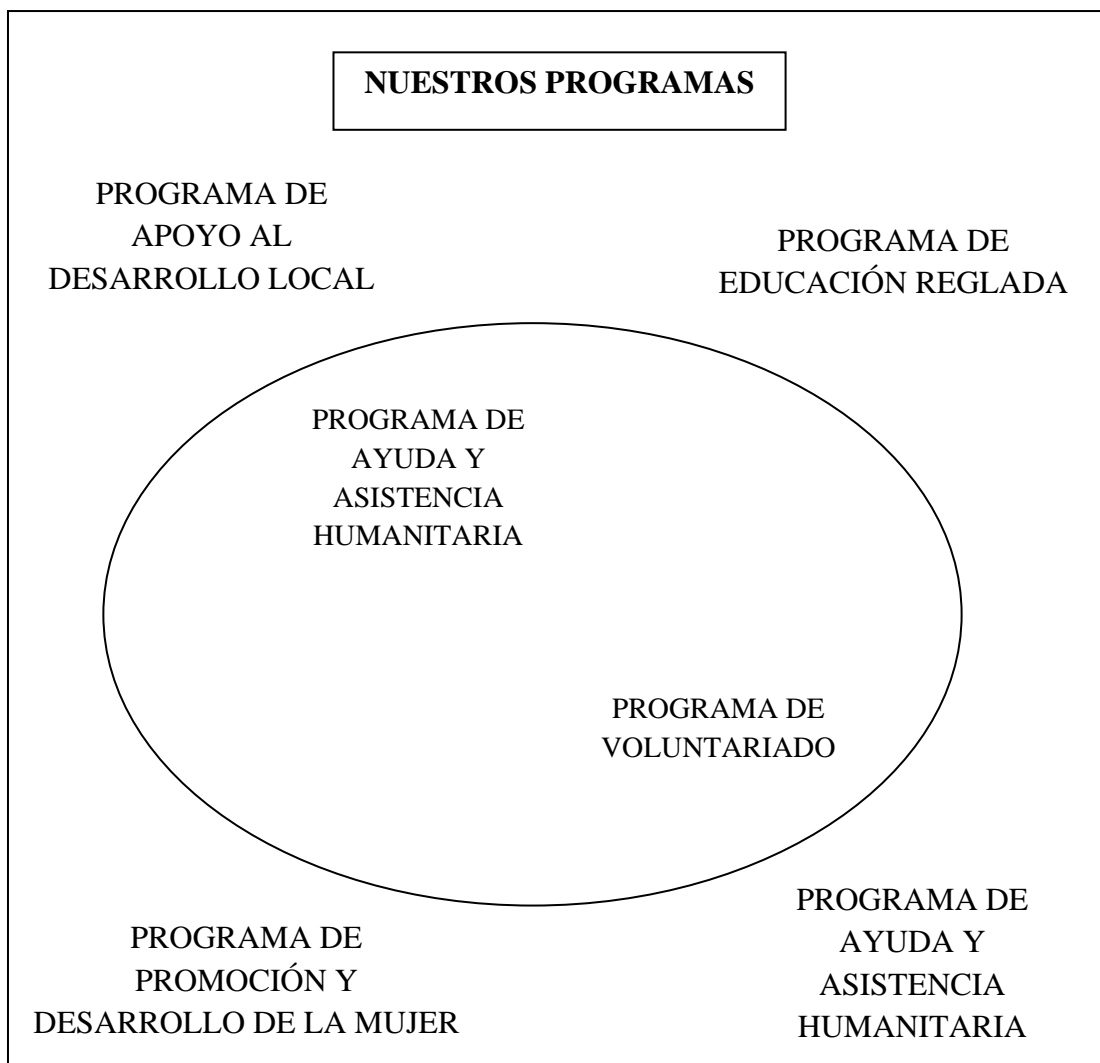 NUESTROS PROGRAMAS
PROGRAMA DE
APOYO AL
DESARROLLO LOCAL
PROGRAMA DE
EDUCACIÓN REGLADA
PROGRAMA DE
AYUDA Y
ASISTENCIA
HUMANITARIA
PROGRAMA DE
VOLUNTARIADO
PROGRAMA DE
PROMOCIÓN Y
DESARROLLO DE LA MUJER
PROGRAMA DE
AYUDA Y
ASISTENCIA
HUMANITARIA